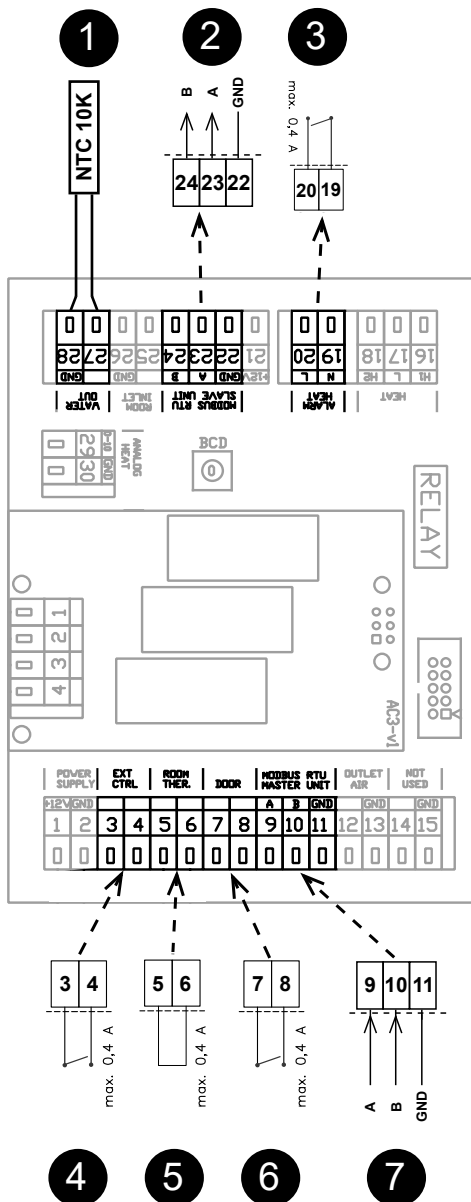 1 2 3
NTC 10K
B A GND
24 23 22
max. 0,4 A
20 19
28 27 26 25 24 23 22 21
GND GND B A GND +12V
WATER OUT
ROOM INLET
MODBUS RTU
SLAVE UNIT
20 19 18 17 16
L N H2 L H1
ALARM HEAT
HEAT
29 30
0-10 GND
ANALOG HEAT
BCD
RELAY
1
2
3
4
AC3-v1
POWER SUPPLY
EXT CTRL
ROOM THER.
DOOR
MODBUS RTU
MASTER UNIT
OUTLET AIR
NOT USED
+12V GND A B GND GND GND
1 2 3 4 5 6 7 8 9 10 11 12 13 14 15
3 4
max. 0,4 A
5 6
max. 0,4 A
7 8
max. 0,4 A
9 10 11
A B GND
4 5 6 7